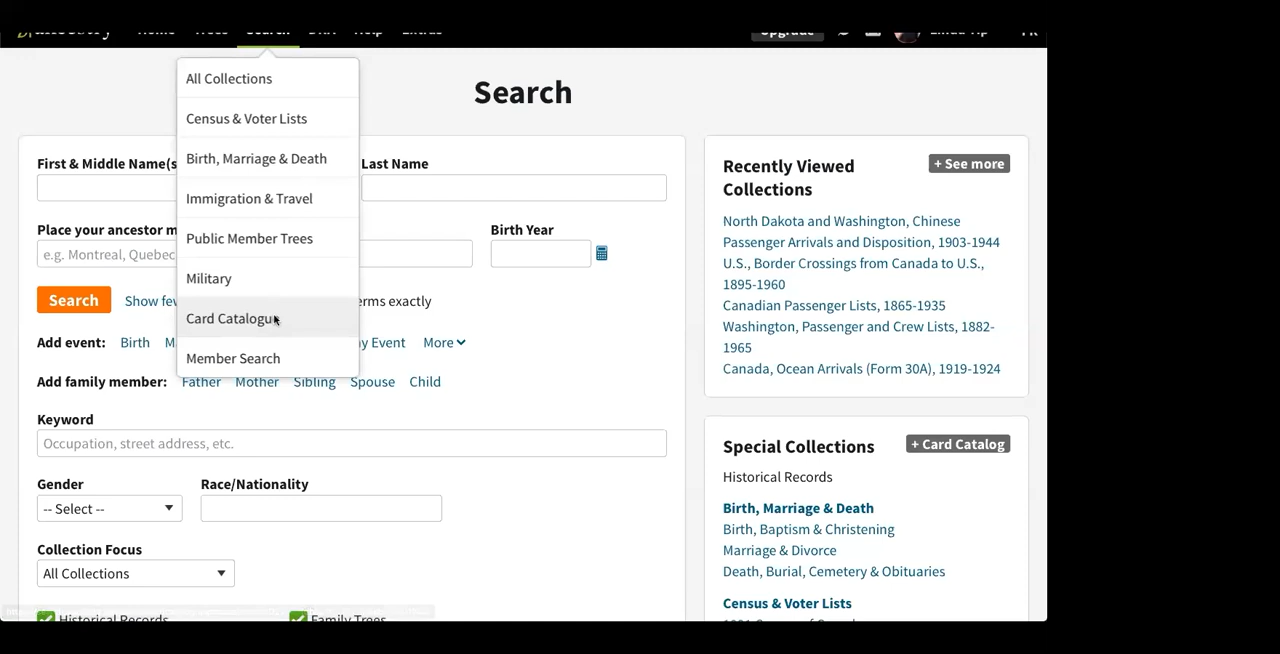 Search
All Collections
Census & Voter Lists
Birth, Marriage & Death
Immigration & Travel
Public Member Trees
Military
Card Catalogue
Member Search
First & Middle Name(s
Last Name
Place your ancestor m
Birth Year
e.g. Montreal, Quebec
Search
Show few
erms exactly
Add event:
Birth
M
y Event
More
Add family member:
Father
Mother
Sibling
Spouse
Child
Keyword
Occupation, street address, etc.
Gender
Race/Nationality
-- Select --
Collection Focus
All Collections
Historical Records
Family Trees
Recently Viewed
Collections
+ See more
North Dakota and Washington, Chinese
Passenger Arrivals and Disposition, 1903-1944
U.S., Border Crossings from Canada to U.S.,
1895-1960
Canadian Passenger Lists, 1865-1935
Washington, Passenger and Crew Lists, 1882-
1965
Canada, Ocean Arrivals (Form 30A), 1919-1924
Special Collections
+ Card Catalog
Historical Records
Birth, Marriage & Death
Birth, Baptism & Christening
Marriage & Divorce
Death, Burial, Cemetery & Obituaries
Census & Voter Lists